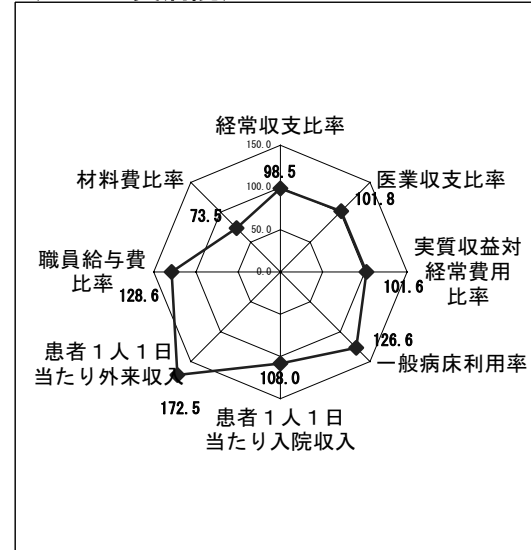 経常収支比率
150.0
98.5
100.0
50.0
0.0
医業収支比率
101.8
実質収益対
経常費用
比率
101.6
126.6
一般病床利用率
108.0
患者１人１日
当たり入院収入
患者１人１日
当たり外来収入
172.5
職員給与費
比率
128.6
材料費比率
73.5